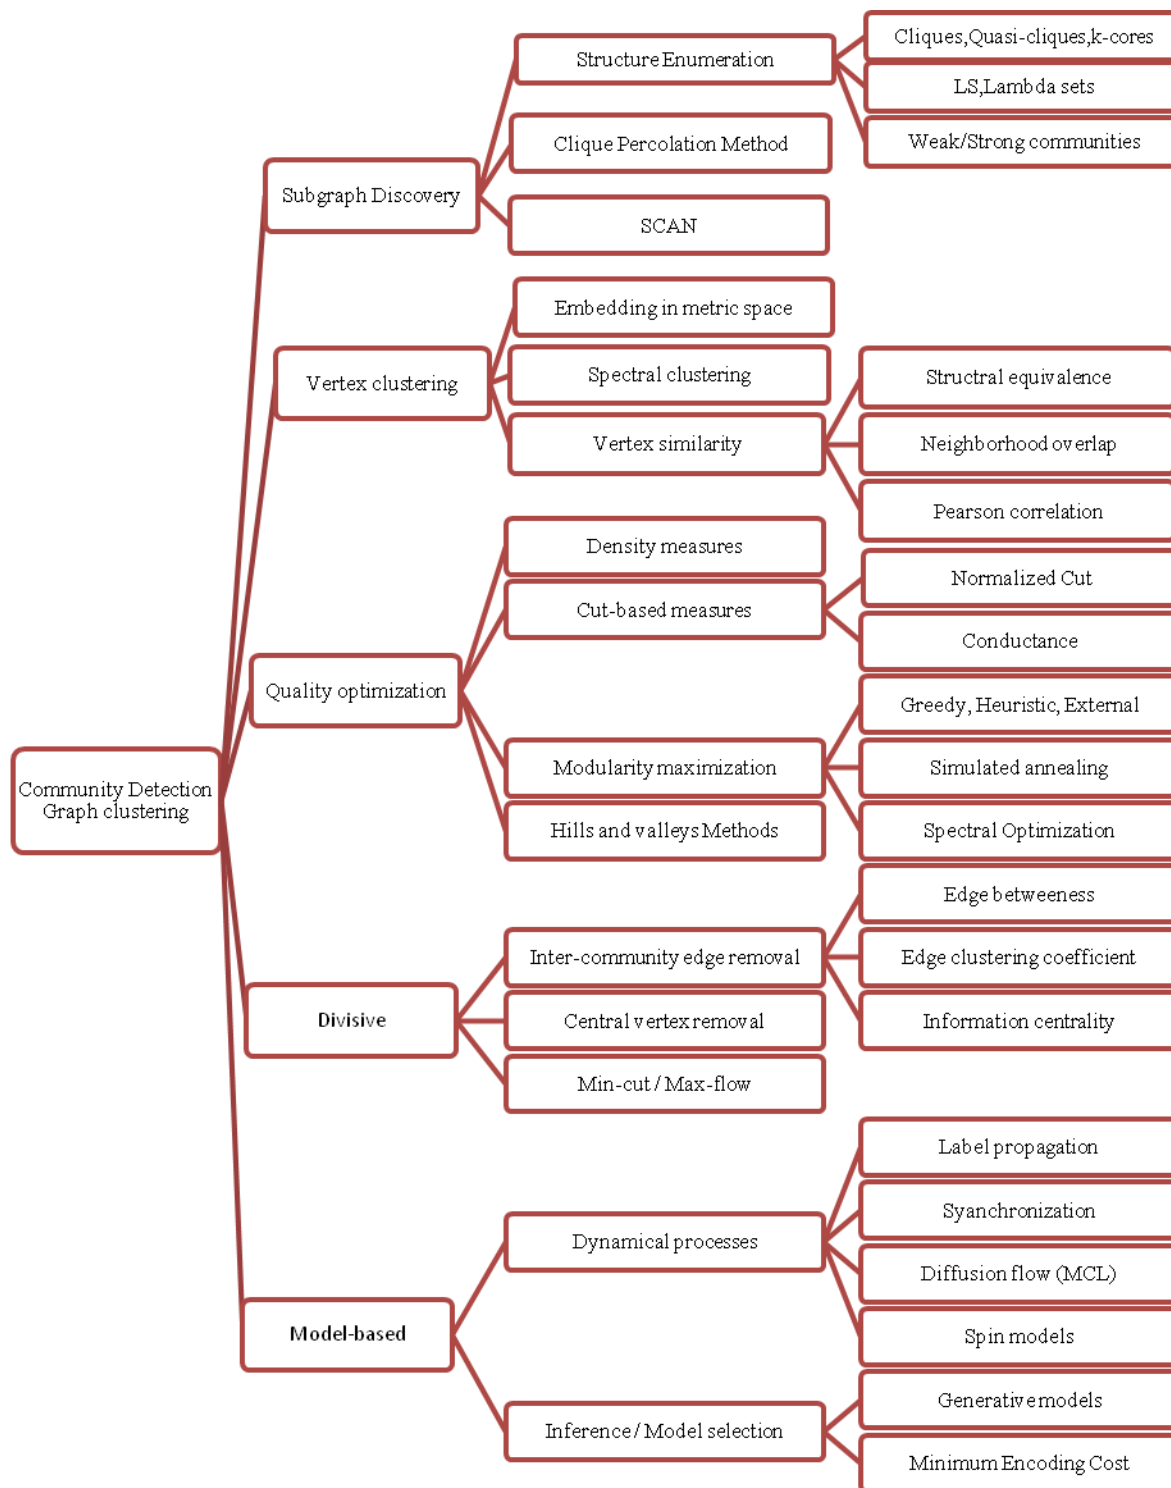 Cliques,Quasi-cliques,k-cores
Structure Enumeration
LS,Lambda sets
Weak/Strong communities
Clique Percolation Method
Subgraph Discovery
SCAN
Embedding in metric space
Spectral clustering
Structral equivalence
Vertex clustering
Vertex similarity
Neighborhood overlap
Pearson correlation
Density measures
Normalized Cut
Cut-based measures
Conductance
Quality optimization
Greedy, Heuristic, External
Modularity maximization
Simulated annealing
Hills and valleys Methods
Spectral Optimization
Community Detection
Graph clustering
Edge betweeness
Inter-community edge removal
Edge clustering coefficient
Divisive
Central vertex removal
Information centrality
Min-cut / Max-flow
Label propagation
Syanchronization
Dynamical processes
Diffusion flow (MCL)
Model-based
Spin models
Generative models
Inference / Model selection
Minimum Encoding Cost